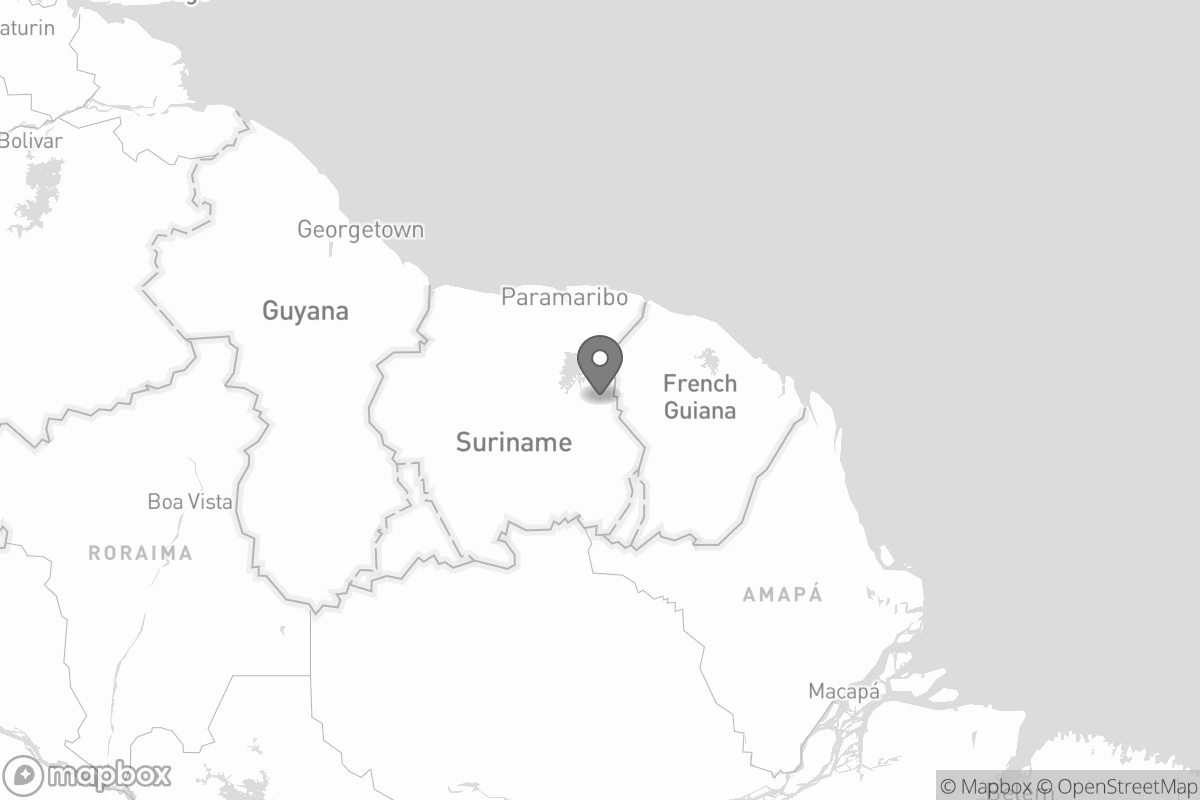 aturin
Bolivar
Georgetown
Guyana
Paramaribo
French
Guiana
Suriname
Boa Vista
RORAIMA
AMAPÁ
Macapá
mapbox
© Mapbox © OpenStreetMap